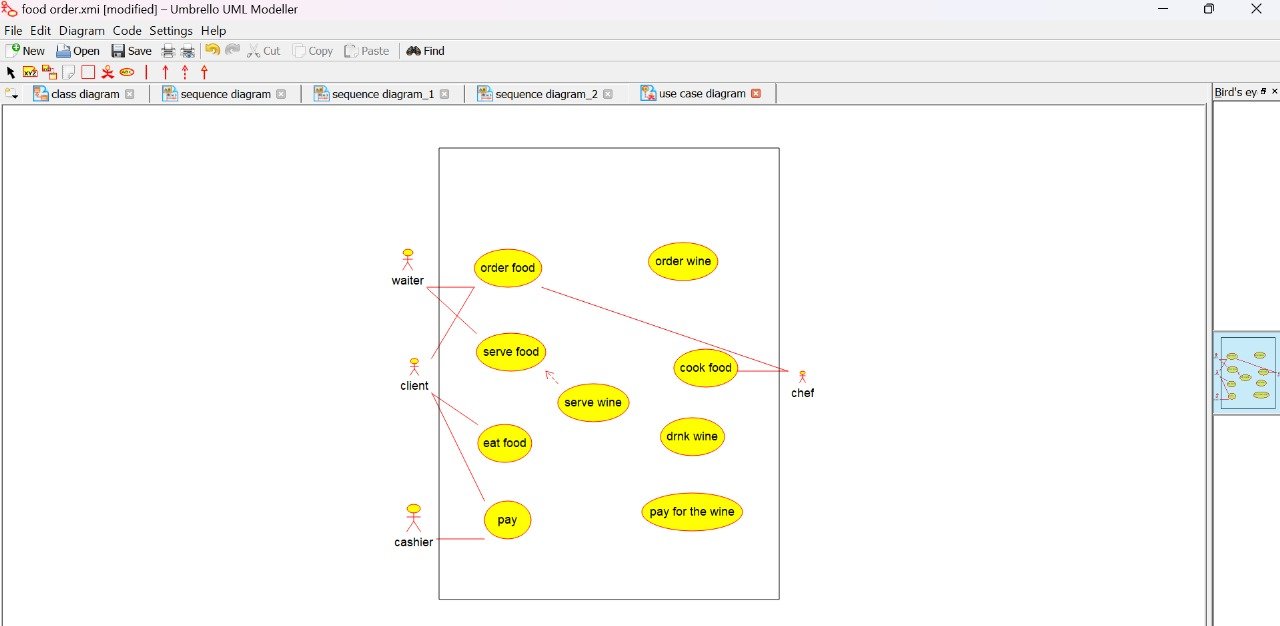 food order.xmi [modified] – Umbrello UML Modeller
File Edit Diagram Code Settings Help
New Open Save Cut Copy Paste Find
class diagram sequence diagram sequence diagram_1 sequence diagram_2 use case diagram Bird's ey
order food
order wine
waiter
serve food
cook food
client
chef
serve wine
eat food
drnk wine
pay
pay for the wine
cashier